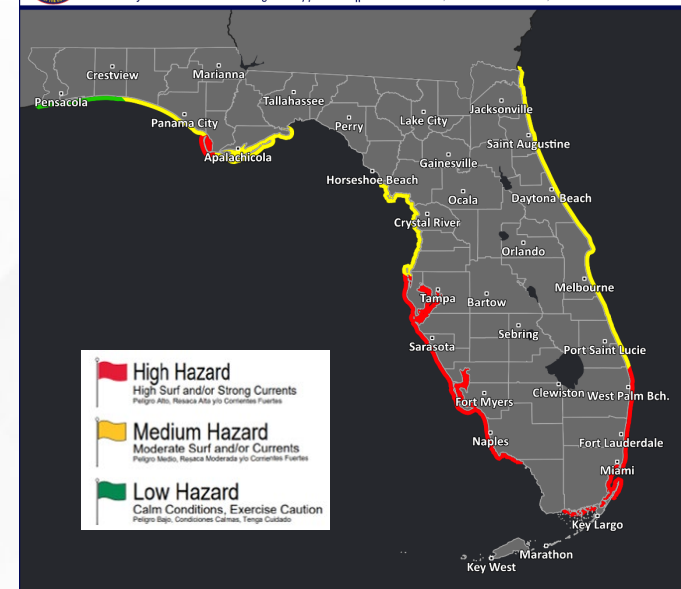 Crestview
Marianna
Pensacola
Tallahassee
Jacksonville
Panama City
Perry
Lake City
Saint Augustine
Apalachicola
Gainesville
Horseshoe Beach
Ocala
Daytona Beach
Crystal River
Orlando
Melbourne
Tampa
Bartow
Sebring
Sarasota
Port Saint Lucie
Clewiston
West Palm Bch.
Fort Myers
Naples
Fort Lauderdale
Miami
Key Largo
Marathon
Key West
High Hazard
High Surf and/or Strong Currents
Peligro Alto, Resaca Alta y/o Corrientes Fuertes
Medium Hazard
Moderate Surf and/or Currents
Peligro Medio, Resaca Moderada y/o Corrientes Fuertes
Low Hazard
Calm Conditions, Exercise Caution
Peligro Bajo, Condiciones Calmas, Tenga Cuidado